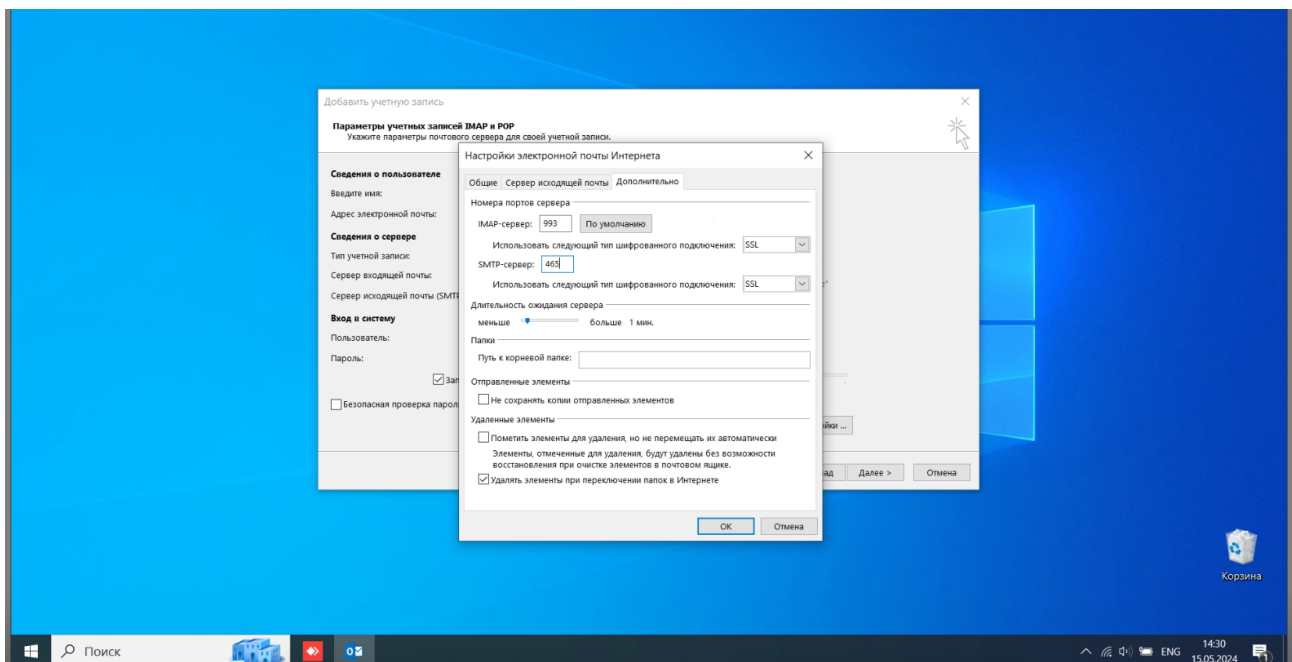 Добавить учетную запись
Параметры учетных записей IMAP и POP
Укажите параметры почтового сервера для своей учетной записи.
Сведения о пользователе
Введите имя:
Адрес электронной почты:
Сведения о сервере
Тип учетной записи:
Сервер входящей почты:
Сервер исходящей почты
Вход в систему
Пользователь:
Пароль:
Безопасная проверка
Далее >
Отмена
Настройки электронной почты Интернета
Общие Сервер исходящей почты Дополнительно
Номера портов сервера
IMAP-сервер: 993 По умолчанию
Использовать следующий тип шифрованного подключения: SSL
SMTP-сервер: 465
Использовать следующий тип шифрованного подключения: SSL
Длительность ожидания сервера
меньше больше 1 мин.
Папки
Путь к корневой папке:
Отправленные элементы
Не сохранять копии отправленных элементов
Удаленные элементы
Пометить элементы для удаления, но не перемещать их автоматически
Элементы, отмеченные для удаления, будут удалены без возможности
восстановления при очистке элементов в почтовом ящике.
Удалять элементы при переключении папок в Интернете
ОК Отмена
Корзина
Поиск
ENG
14:30
15.05.2024